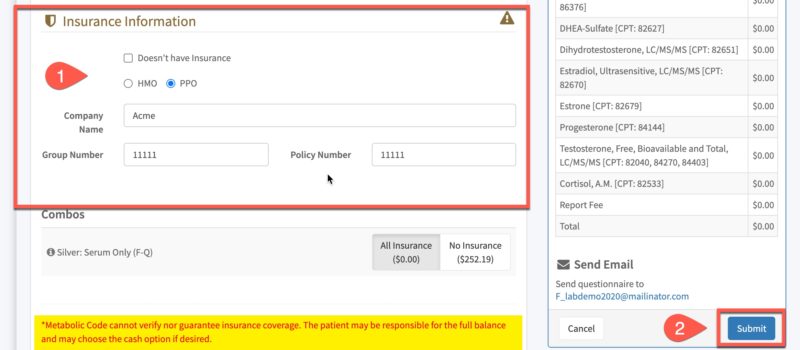 Insurance Information
1
Doesn't have Insurance
HMO PPO
Company
Name
Acme
Group Number 11111 Policy Number 11111
Combos
Silver: Serum Only (F-Q)
All Insurance
($0.00)
No Insurance
($252.19)
*Metabolic Code cannot verify nor guarantee insurance coverage. The patient may be responsible for the full balance
and may choose the cash option if desired.
86376] $0.00
DHEA-Sulfate [CPT: 82627] $0.00
Dihydrotestosterone, LC/MS/MS [CPT: 82651] $0.00
Estradiol, Ultrasensitive, LC/MS/MS [CPT:
82670] $0.00
Estrone [CPT: 82679] $0.00
Progesterone [CPT: 84144] $0.00
Testosterone, Free, Bioavailable and Total,
LC/MS/MS [CPT: 82040, 84270, 84403] $0.00
Cortisol, A.M. [CPT: 82533] $0.00
Report Fee $0.00
Total $0.00
Send Email
Send questionnaire to
F_labdemo2020@mailinator.com
Cancel 2 Submit